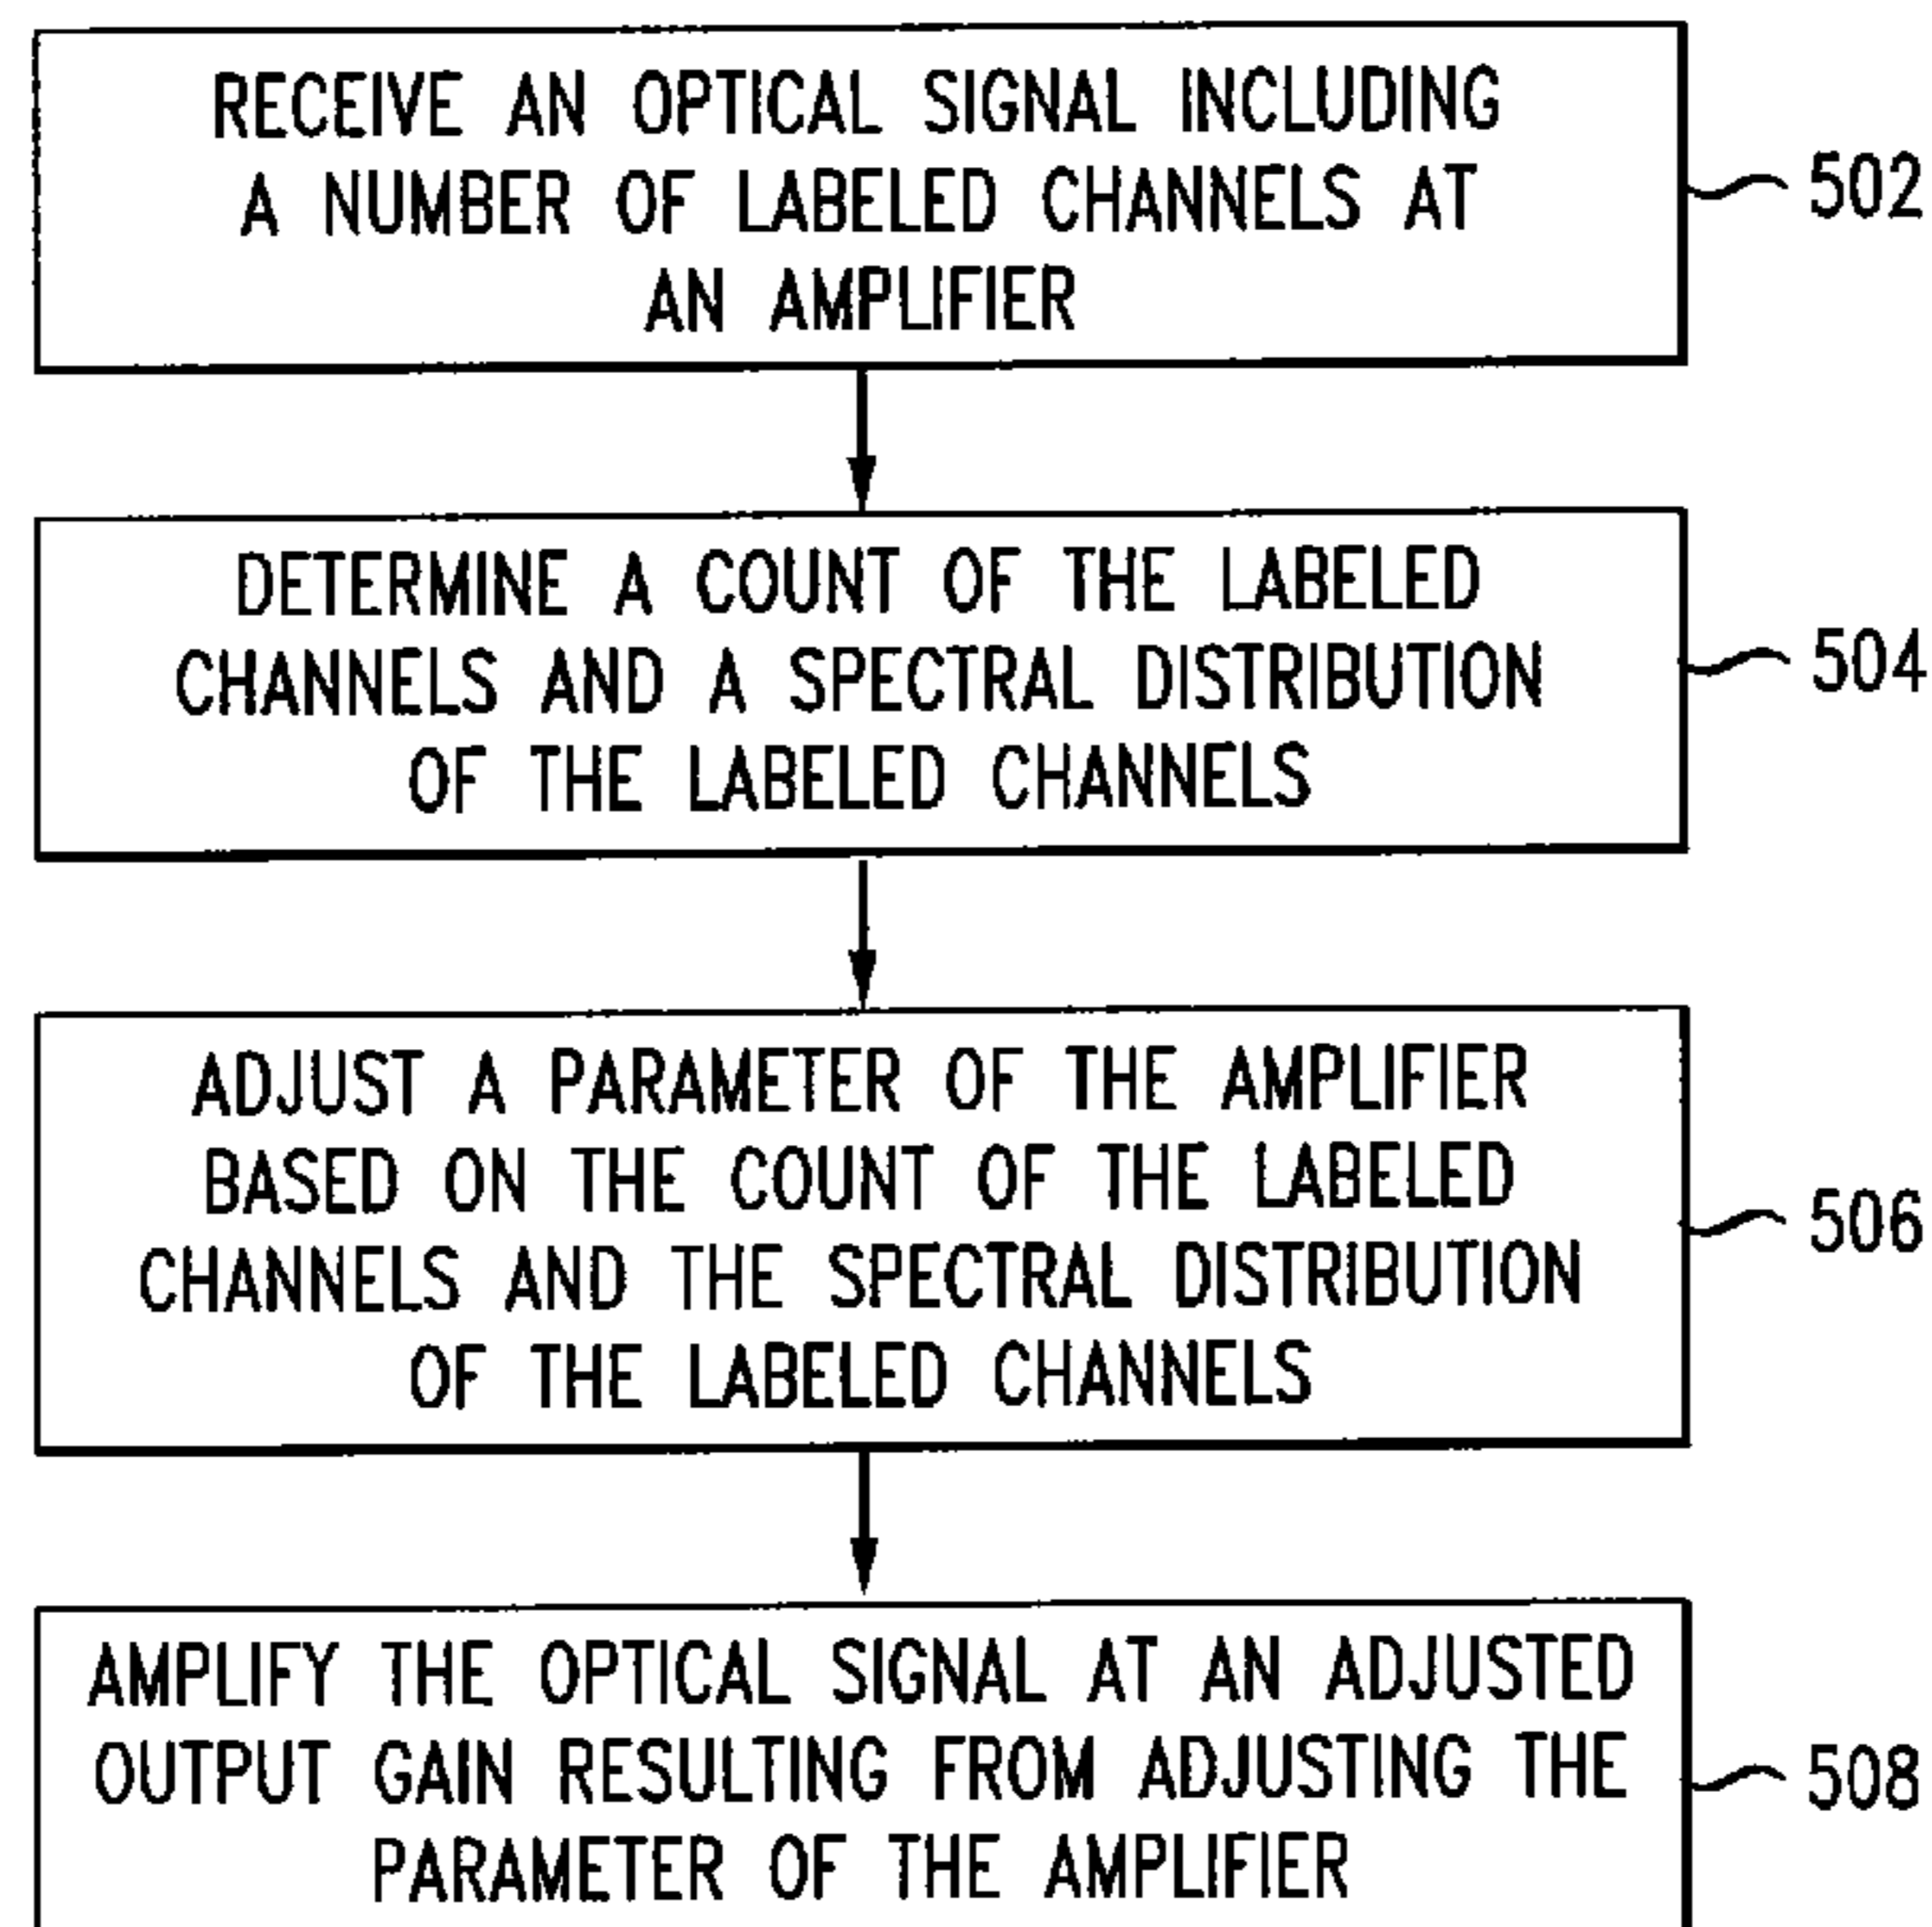 RECEIVE AN OPTICAL SIGNAL INCLUDING
A NUMBER OF LABELED CHANNELS AT
AN AMPLIFIER
502
DETERMINE A COUNT OF THE LABELED
CHANNELS AND A SPECTRAL DISTRIBUTION
OF THE LABELED CHANNELS
504
ADJUST A PARAMETER OF THE AMPLIFIER
BASED ON THE COUNT OF THE LABELED
CHANNELS AND THE SPECTRAL DISTRIBUTION
OF THE LABELED CHANNELS
506
AMPLIFY THE OPTICAL SIGNAL AT AN ADJUSTED
OUTPUT GAIN RESULTING FROM ADJUSTING THE
PARAMETER OF THE AMPLIFIER
508